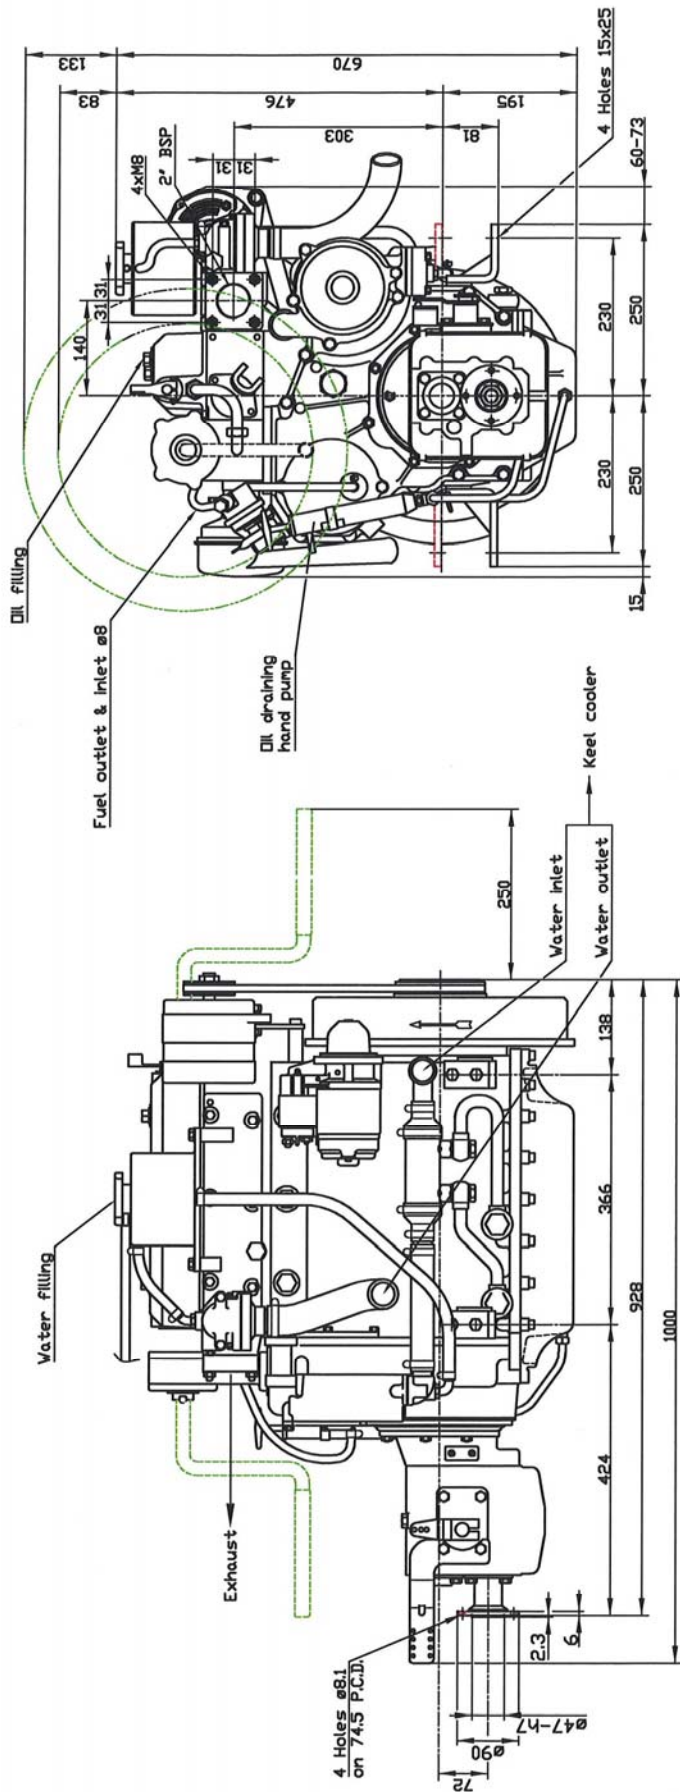 133
83
670
476
195
303
81
4 Holes 15x25
4xM8
2" BSP
31 31
31 31
140
60-73
230
250
230
250
15
Oil filling
Fuel outlet & inlet ø8
Oil draining
hand pump
Keel cooler
Water inlet
Water outlet
250
Water filling
Exhaust
138
366
424
928
1000
4 Holes ø8.1
on 74.5 P.C.D.
2.3
6
ø47-h7
ø90
72